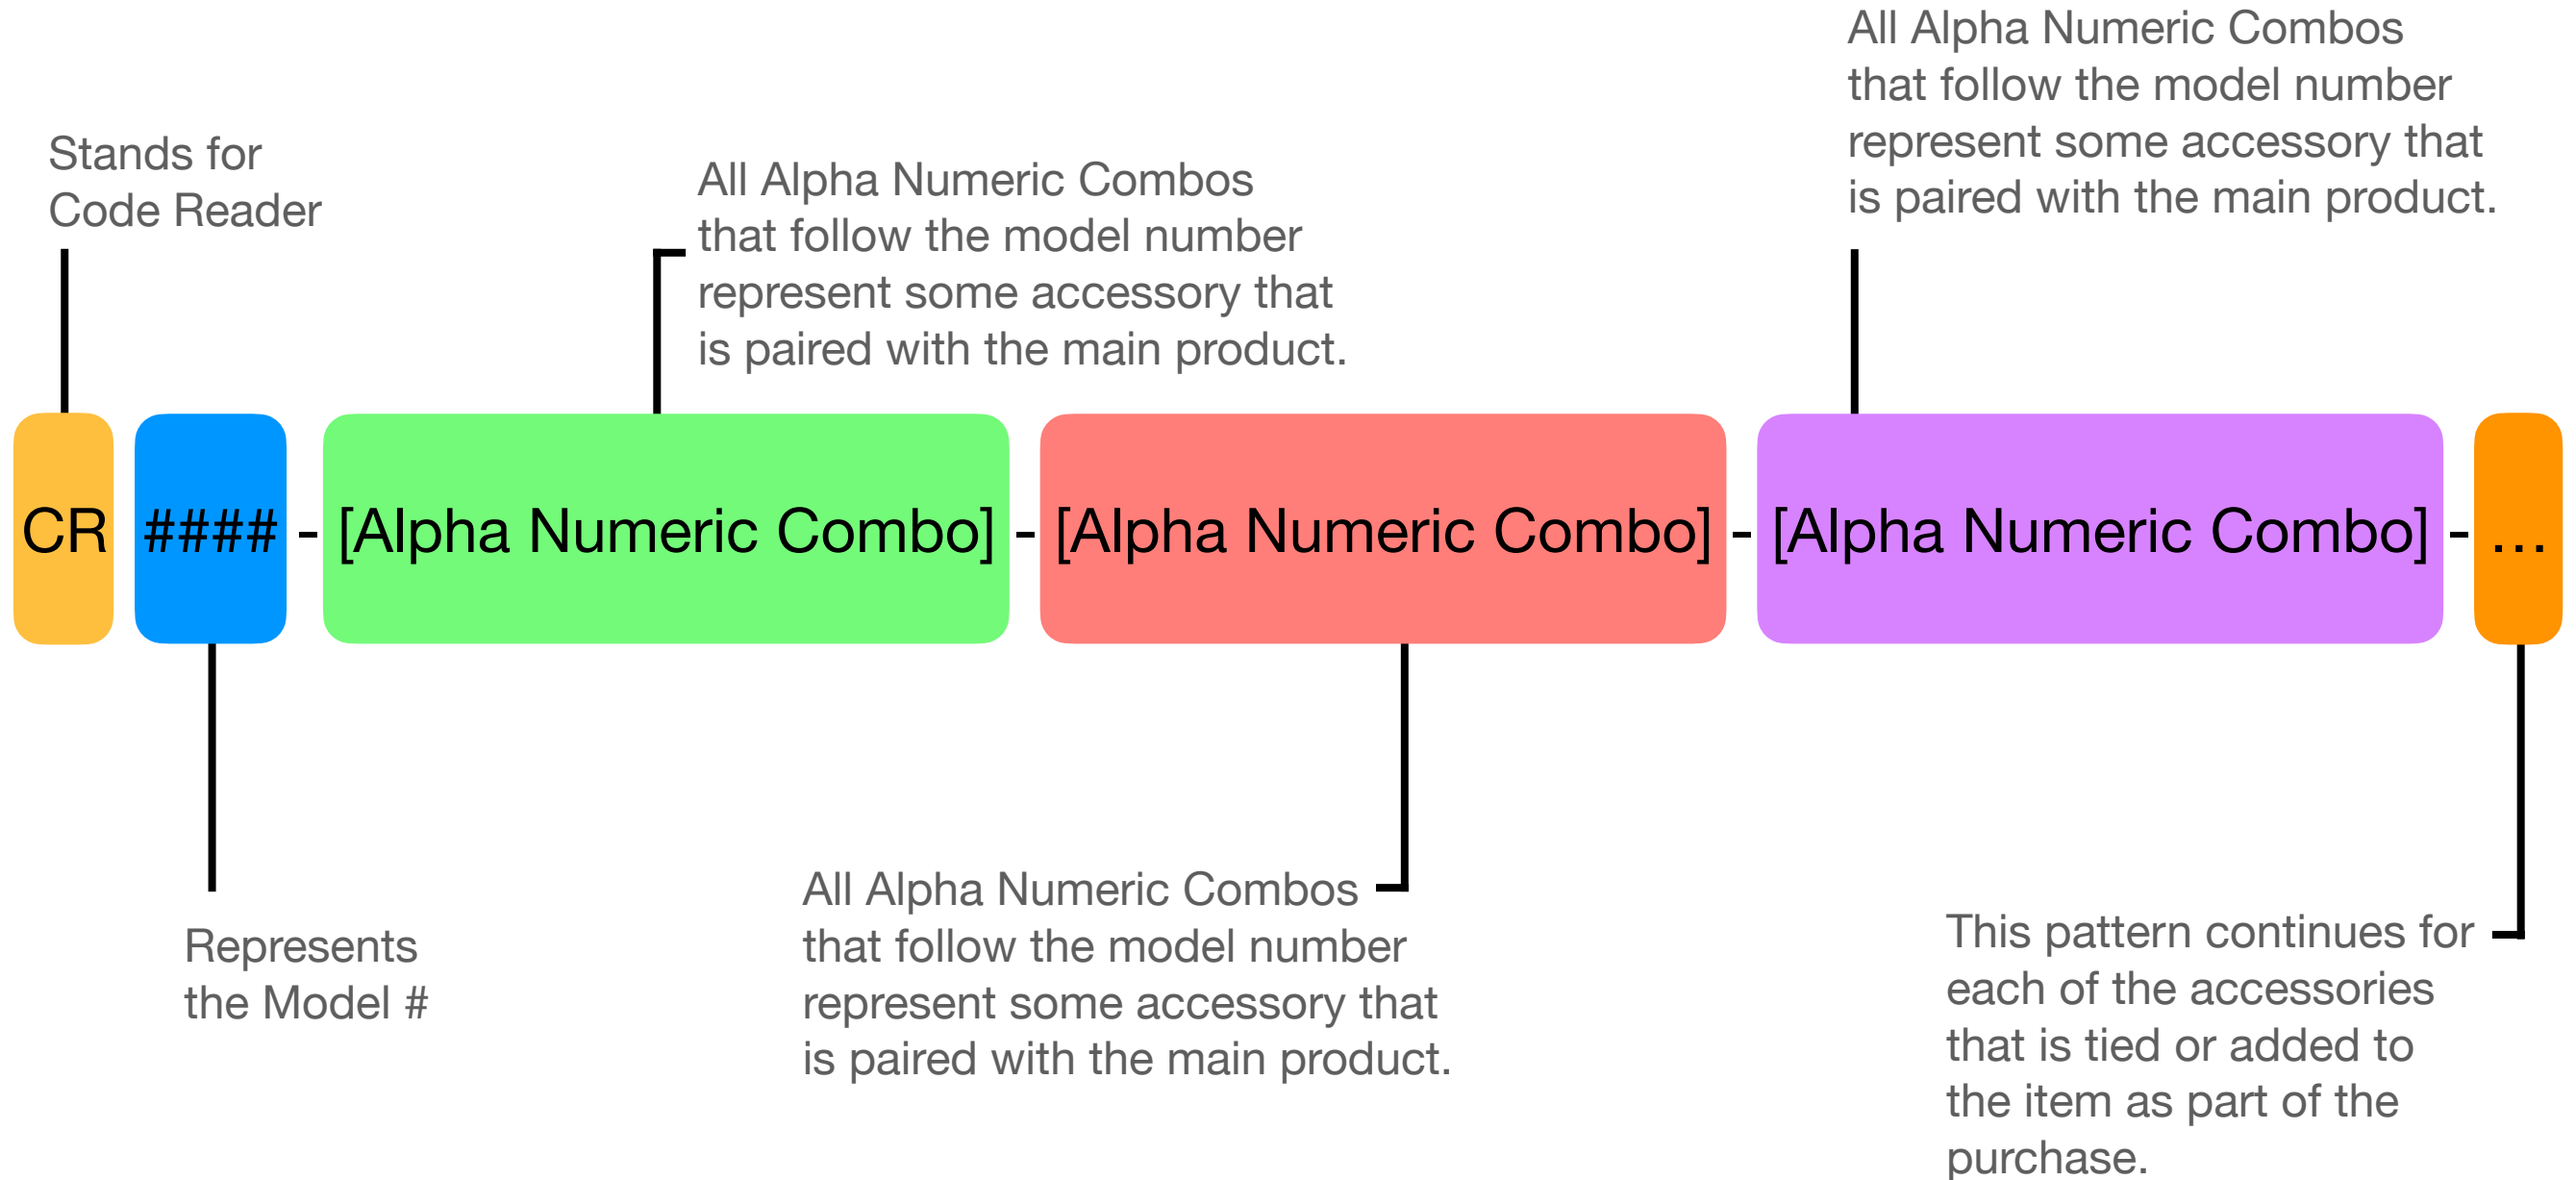 Stands for
Code Reader
All Alpha Numeric Combos
that follow the model number
represent some accessory that
is paired with the main product.
All Alpha Numeric Combos
that follow the model number
represent some accessory that
is paired with the main product.
CR #### - [Alpha Numeric Combo] - [Alpha Numeric Combo] - [Alpha Numeric Combo] - ...
Represents
the Model #
All Alpha Numeric Combos
that follow the model number
represent some accessory that
is paired with the main product.
This pattern continues for
each of the accessories
that is tied or added to
the item as part of the
purchase.